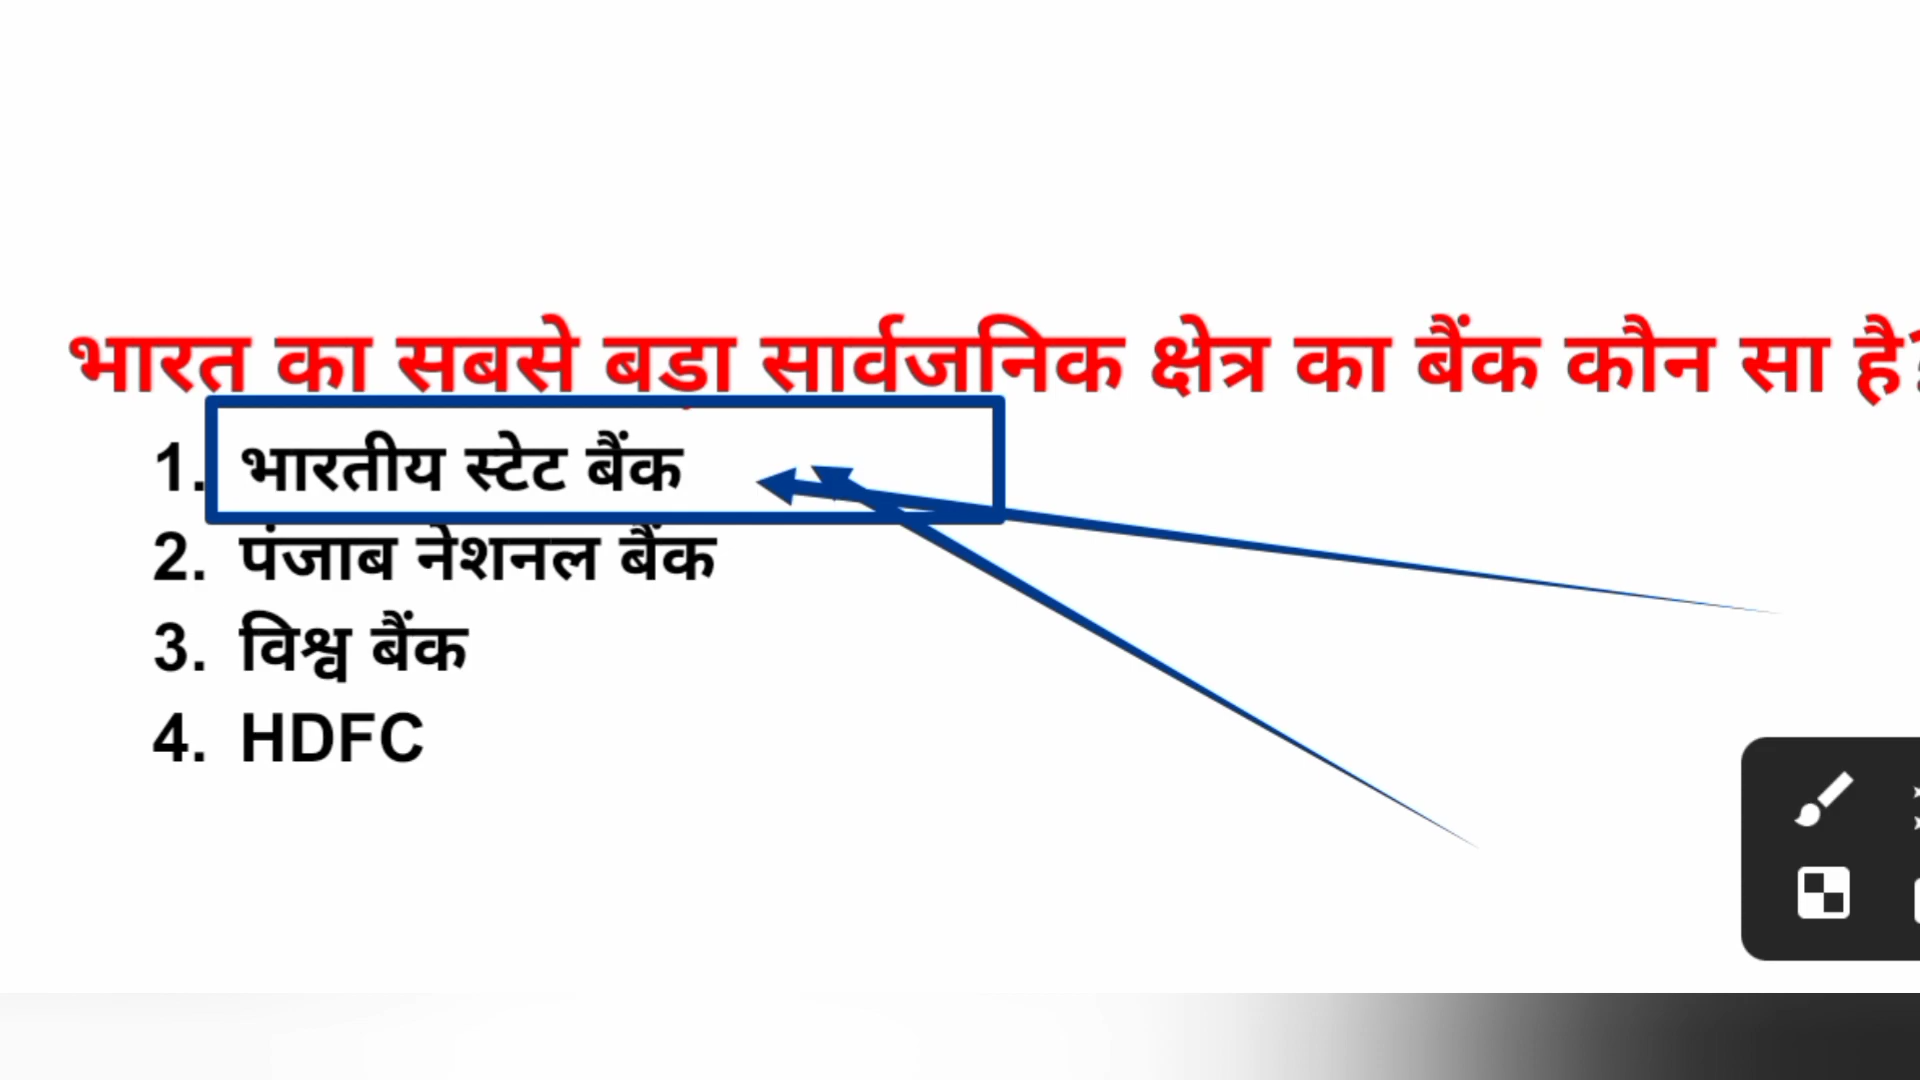 भारत का सबसे बड़ा सार्वजनिक क्षेत्र का बैंक कौन सा है?
1. भारतीय स्टेट बैंक
2. पंजाब नेशनल बैंक
3. विश्व बैंक
4. HDFC